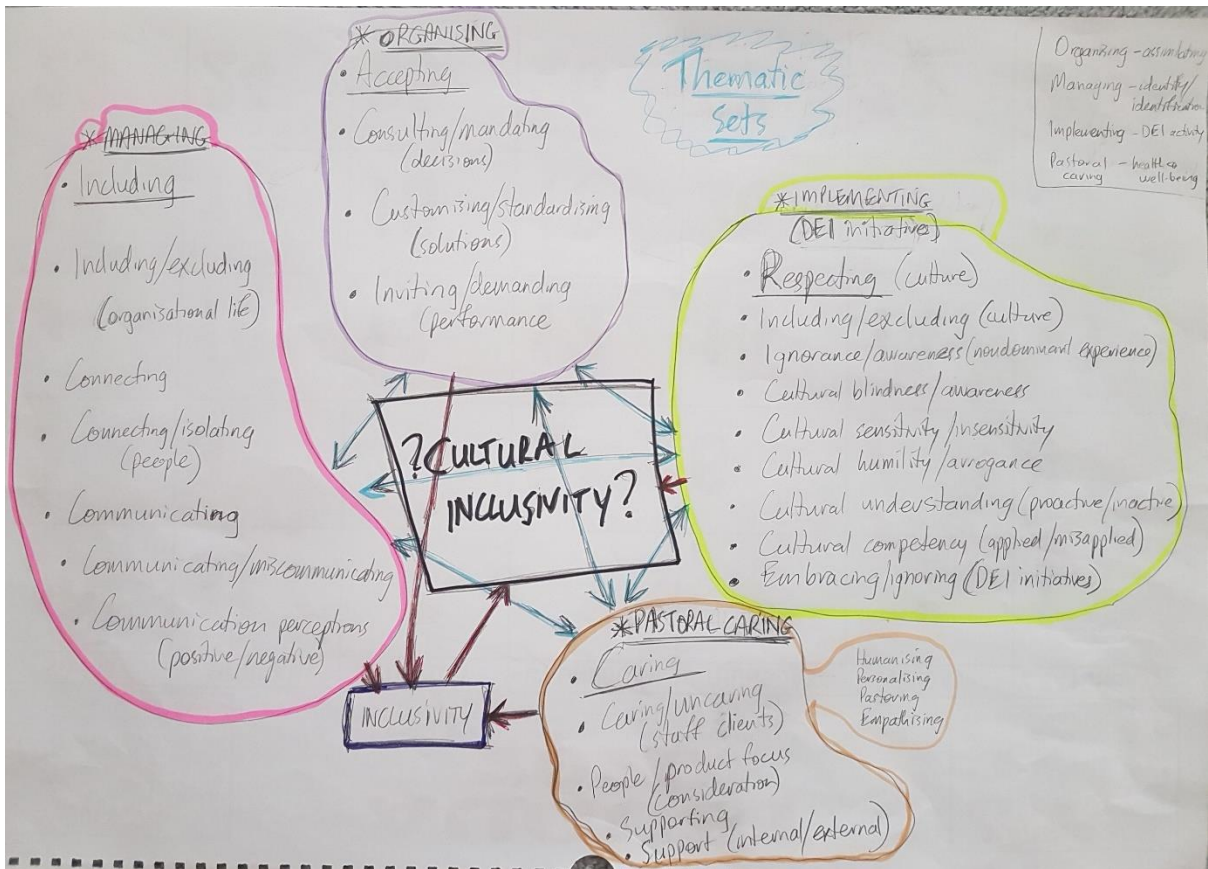 Thematic
Sets
Organising - assimilating
Managing - identity/
identification
Implementing - DEI activity
Pastoral - health &
caring well-being
* ORGANISING
• Accepting
• Consulting/mandating
(decisions)
• Customising/standardising
(solutions)
• Inviting/demanding
(performance
* MANAGING
• Including
• Including/excluding
(organisational life)
• Connecting
• Connecting/isolating
(people)
• Communicating
• Communicating/miscommunicating
• Communication perceptions
(positive/negative)
* IMPLEMENTING
(DEI initiatives)
• Respecting (culture)
• Including/excluding (culture)
• Ignorance/awareness (nondominant experience)
• Cultural blindness/awareness
• Cultural sensitivity/insensitivity
• Cultural humility/arrogance
• Cultural understanding (proactive/inactive)
• Cultural competency (applied/misapplied)
• Embracing/ignoring (DEI initiatives)
?CULTURAL
INCLUSIVITY?
INCLUSIVITY
* PASTORAL CARING
• Caring
• Caring/uncaring
(staff clients)
• People/product focus
(consideration)
• Supporting
• Support (internal/external)
Humanising
Personalising
Pastoring
Empathising